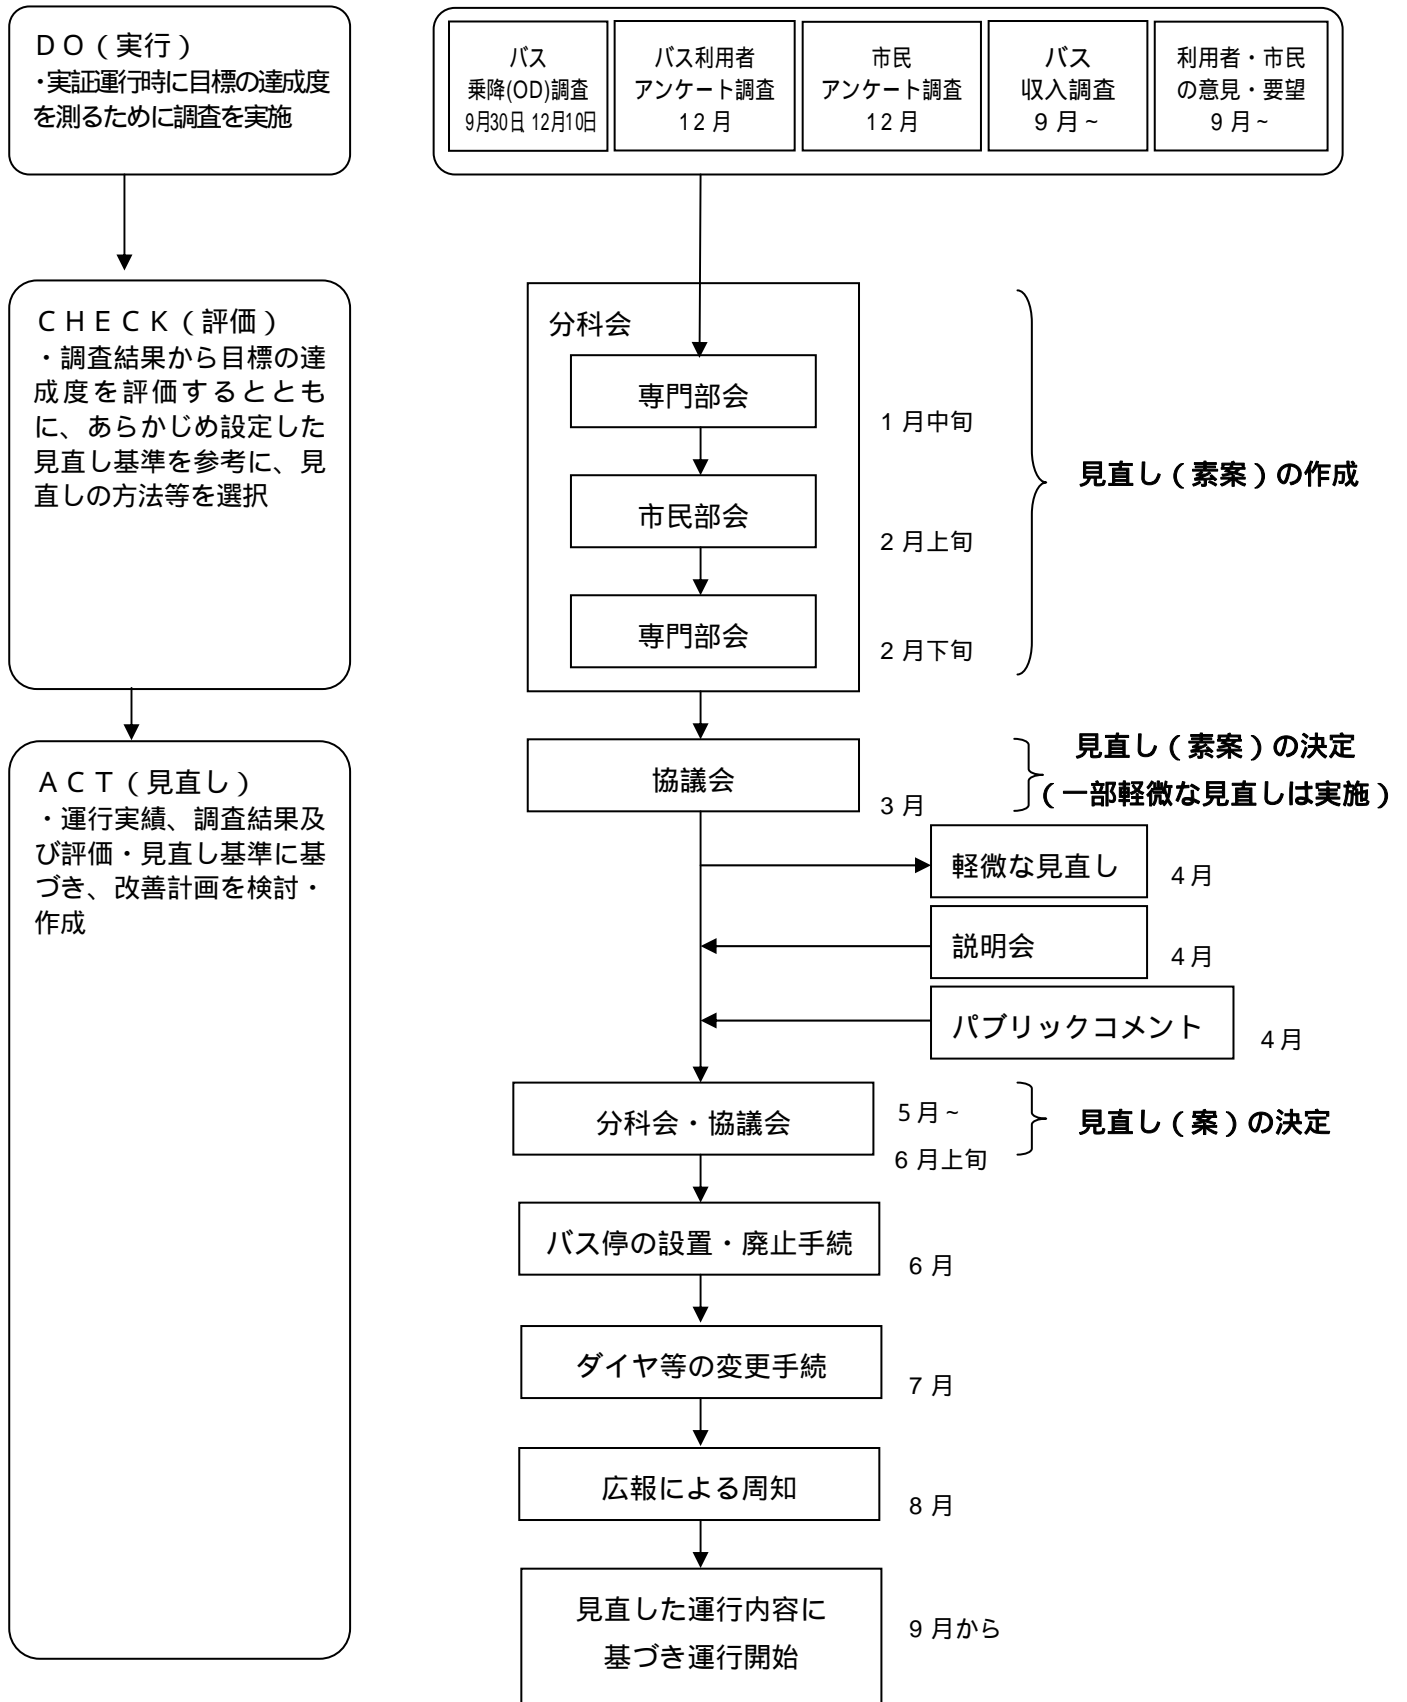 ＤＯ（実行）
・実証運行時に目標の達成度
を測るために調査を実施
バス
乗降(OD)調査
9月30日､12月10日
バス利用者
アンケート調査
12月
市民
アンケート調査
12月
バス
収入調査
9月~
利用者・市民
の意見・要望
9月~
ＣＨＥＣＫ（評価）
・調査結果から目標の達
成度を評価するととも
に、あらかじめ設定した
見直し基準を参考に、見
直しの方法等を選択
分科会
専門部会
1月中旬
市民部会
2月上旬
専門部会
2月下旬
見直し（素案）の作成
ＡＣＴ（見直し）
・運行実績、調査結果及
び評価・見直し基準に基
づき、改善計画を検討・
作成
協議会
3月
見直し（素案）の決定
（一部軽微な見直しは実施）
軽微な見直し
4月
説明会
4月
パブリックコメント
4月
分科会・協議会
5月~
6月上旬
見直し（案）の決定
バス停の設置・廃止手続
6月
ダイヤ等の変更手続
7月
広報による周知
8月
見直した運行内容に
基づき運行開始
9月から